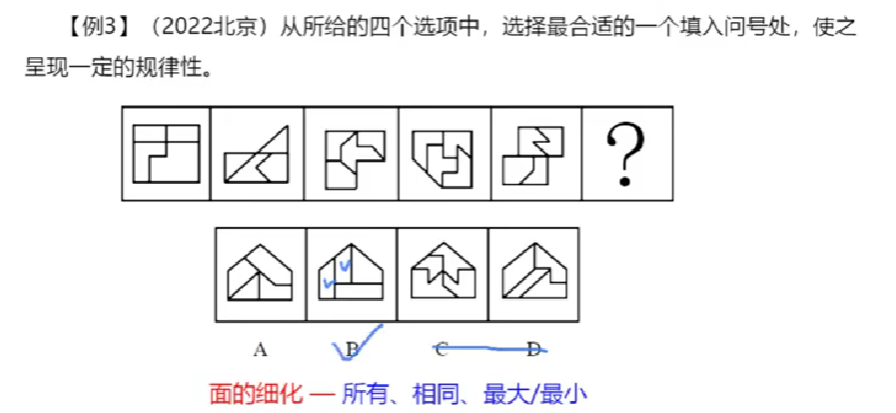 【例3】(2022北京)从所给的四个选项中,选择最合适的一个填入问号处,使之
呈现一定的规律性。
?
A B C D
面的细化 — 所有、相同、最大/最小